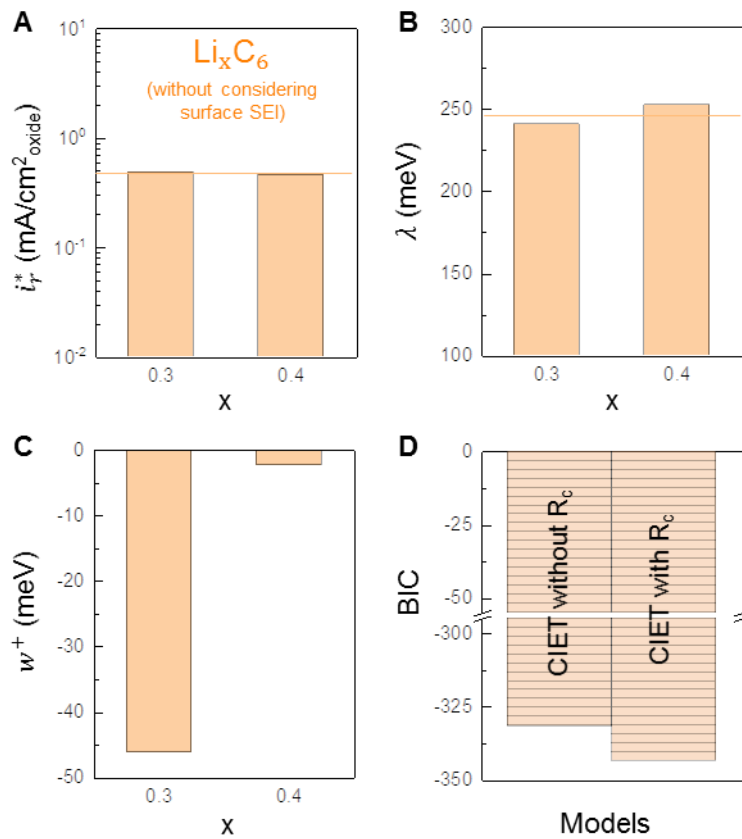 A
10¹
10⁰
10⁻¹
10⁻²
i*ᵣ (mA/cm²oxide)
LiₓC₆
(without considering
surface SEI)
0.3
0.4
x
B
300
250
200
150
100
λ (meV)
0.3
0.4
x
C
0
-10
-20
-30
-40
-50
w⁺ (meV)
0.3
0.4
x
D
0
-25
-50
-300
-325
-350
BIC
CIET without R_c
CIET with R_c
Models